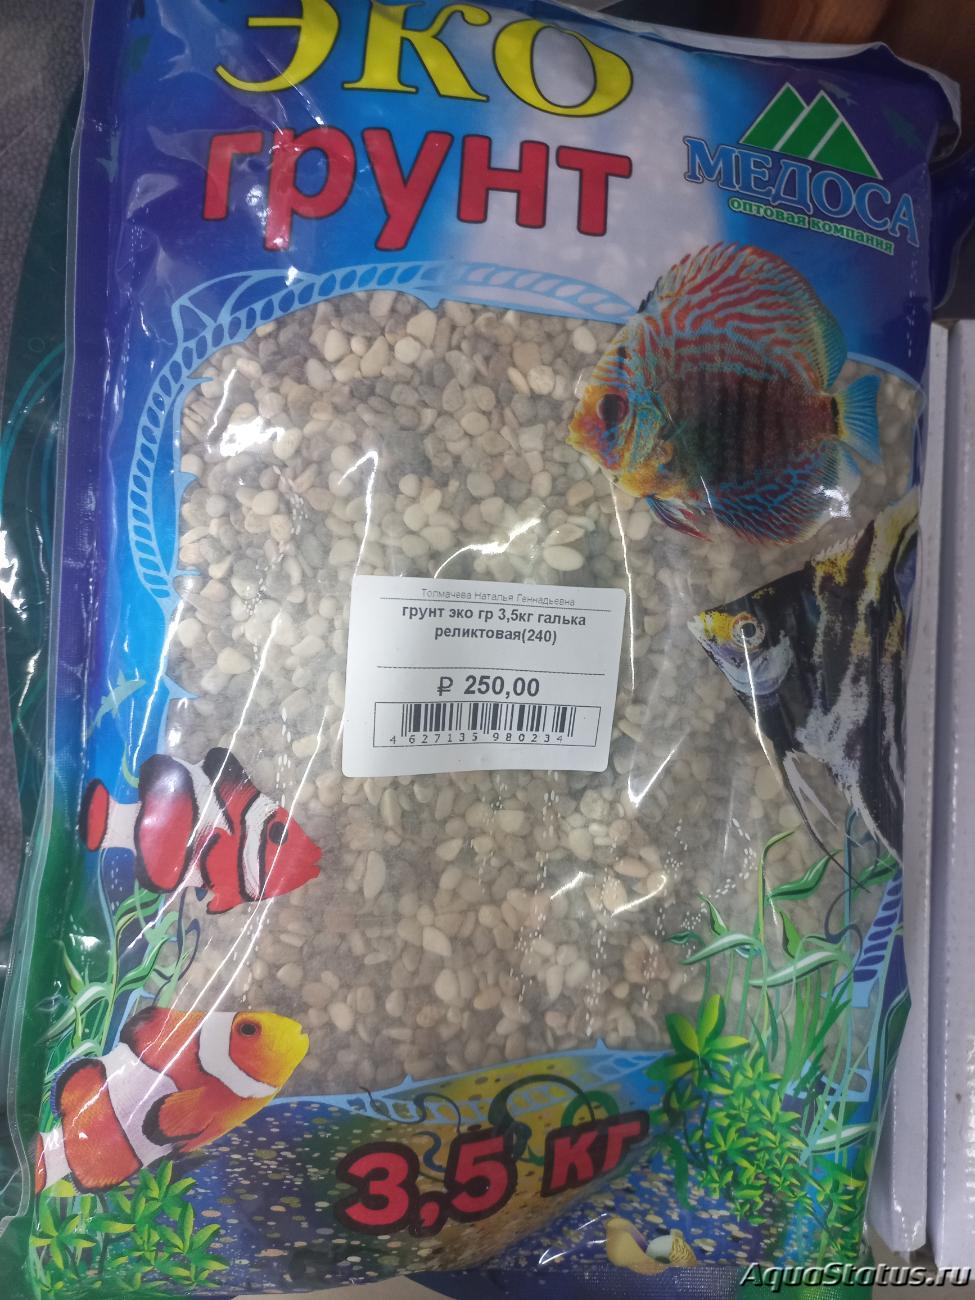 ЭКО
грунт
МЕДОСА
оптовая компания
Толмачева Наталья Геннадьевна
грунт эко гр 3,5кг галька
реликтовая(240)
₽ 250,00
4 627135 980234
3,5 кг
AquaStatus.ru